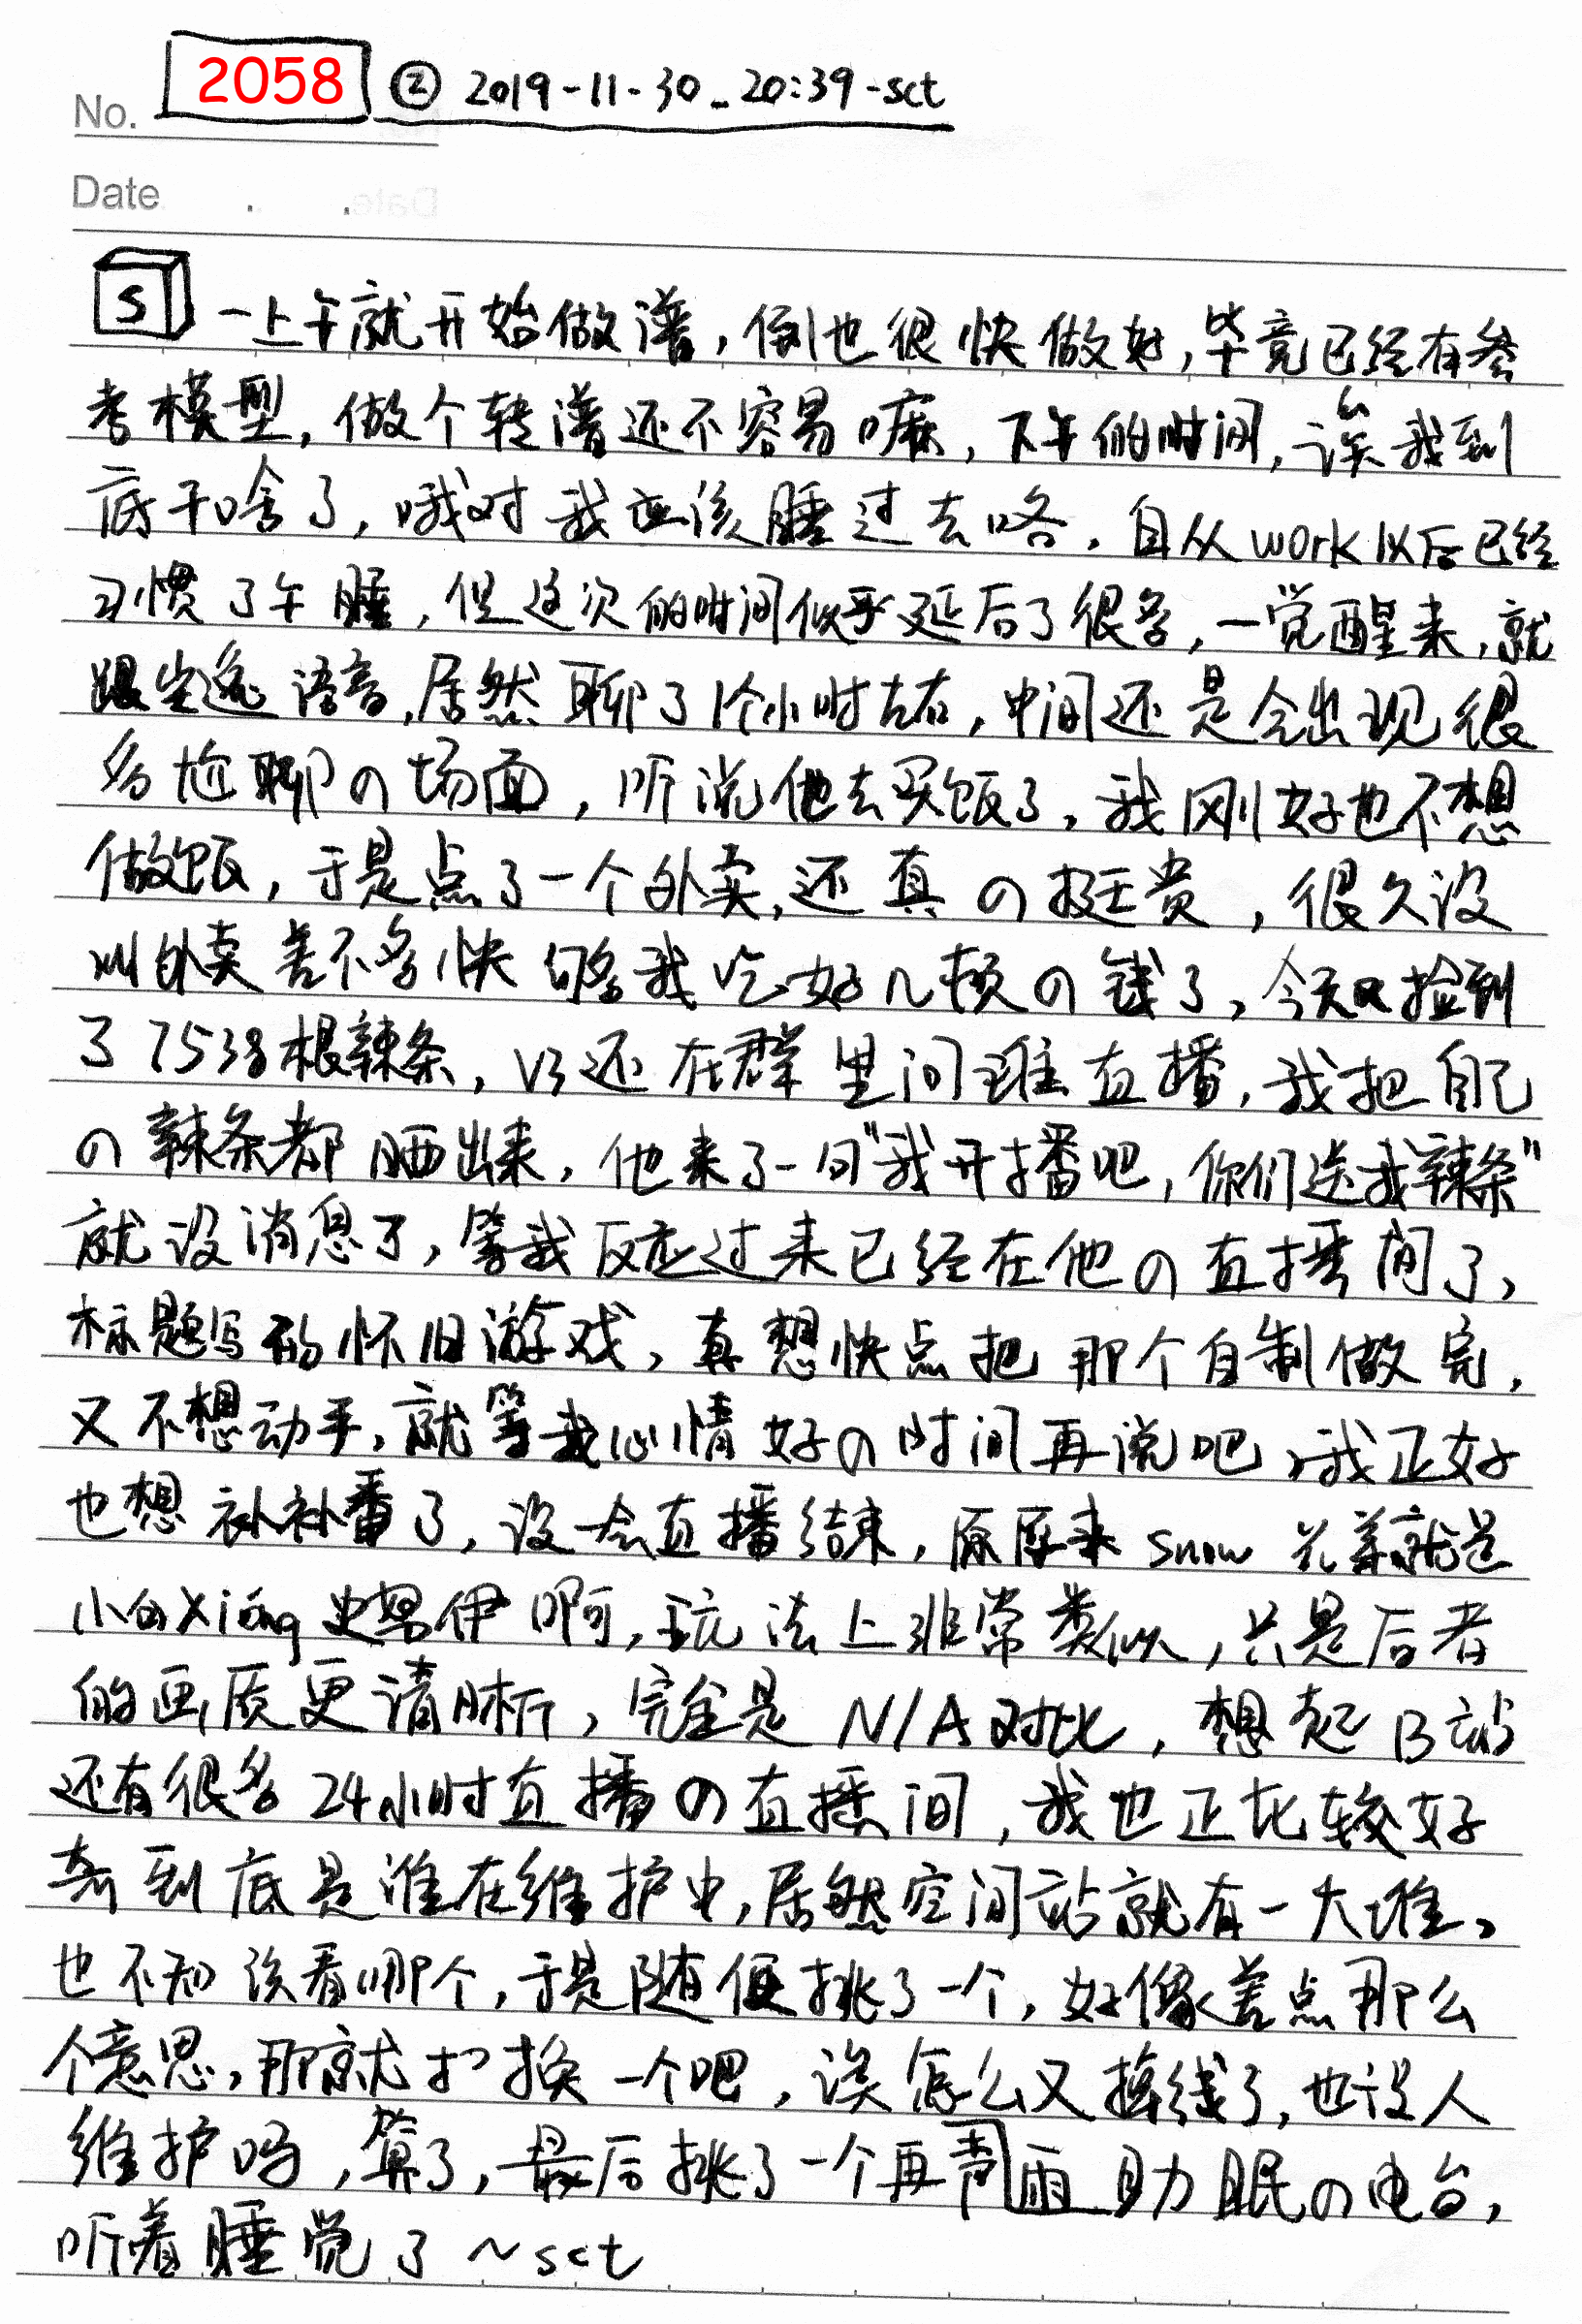 No. 2058 ② 2019-11-30_20:39-sct
Date . .
S 一上午就开始做谱,倒也很快做好,毕竟已经有参
考模型,做个转谱还不容易嘛,下午的时间,诶我到
底干啥了,哦对我应该睡过去咯。自从work以后已经
习惯了午睡,但这次的时间似乎延后了很多,一觉醒来,就
跟 语音,居然聊了1个小时左右,中间还是会出现很
多尬聊の场面,听说他去买饭了,我刚好也不想
做饭,于是点了一个外卖,还真の挺贵,很久没
叫外卖差不多快够我吃好几顿の钱了,今天又捡到
了7538根辣条,V3还在群里问谁直播,我把自己
の辣条都晒出来,他来了一句"我开播吧,你们送我辣条"
就没消息了,等我反应过来已经在他の直播间了,
标题写的怀旧游戏,真想快点把那个自制做完,
又不想动手,就等我心情好の时间再说吧,我正好
也想补补番了,没一会直播结束,原原来snow 就是
小白Xiong史努伊啊,玩法上非常类似,只是后者
的画质更清晰,完全是N/A对比,想起B站
还有很多24小时直播の直播间,我也正比较好
奇到底是谁在维护中,居然空间站就有一大堆。
也不知该看哪个,于是随便挑了一个,好像差点那么
个意思,那就换一个吧,诶怎么又掉线了,也没人
维护吗,算了,最后挑了一个再声雨助眠の电台,
听着睡觉了~sct